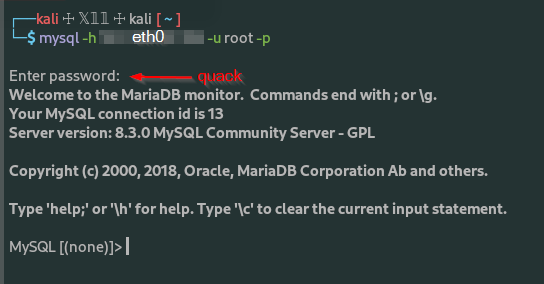 ┌──kali ☩ 𝕏𝟙𝟙 ☩ kali [ ~ ]
└─$ mysql -h eth0 -u root -p
Enter password: quack
Welcome to the MariaDB monitor. Commands end with ; or \g.
Your MySQL connection id is 13
Server version: 8.3.0 MySQL Community Server - GPL
Copyright (c) 2000, 2018, Oracle, MariaDB Corporation Ab and others.
Type 'help;' or '\h' for help. Type '\c' to clear the current input statement.
MySQL [(none)]>